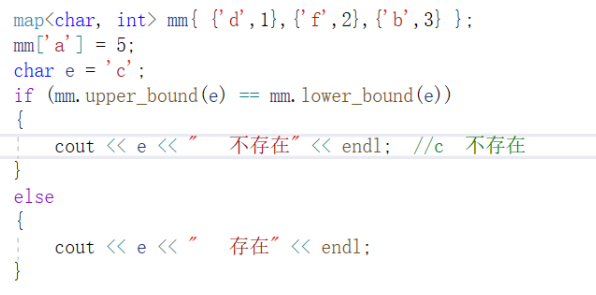 map<char, int> mm{ {'d',1},{'f',2},{'b',3} };
mm['a'] = 5;
char e = 'c';
if (mm.upper_bound(e) == mm.lower_bound(e))
{
    cout << e << "   不存在" << endl;  //c  不存在
}
else
{
    cout << e << "   存在" << endl;
}